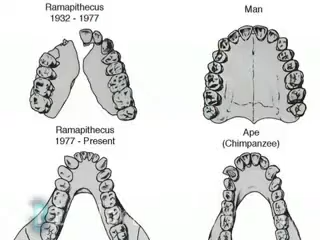 Ramapithecus
1932 - 1977
Man
Ramapithecus
1977 - Present
Ape
(Chimpanzee)